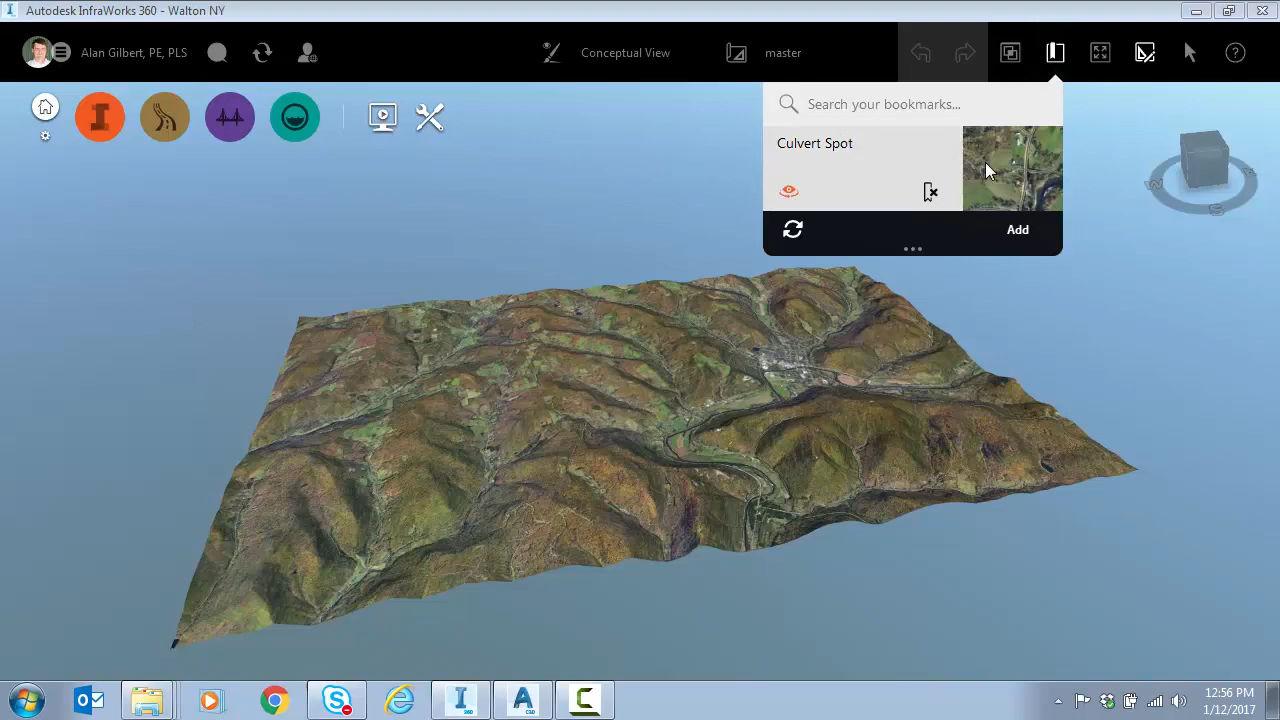 Autodesk InfraWorks 360 - Walton NY
Alan Gilbert, PE, PLS
Conceptual View
master
Search your bookmarks...
Culvert Spot
Add
12:56 PM
1/12/2017